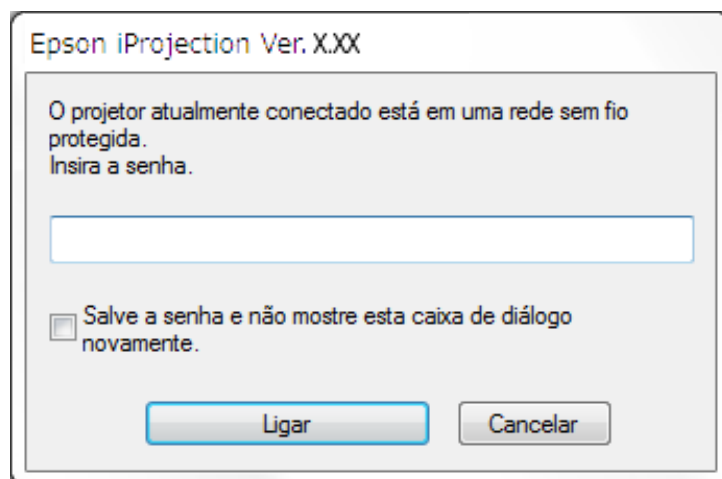 Epson iProjection Ver. X.XX
O projetor atualmente conectado está em uma rede sem fio
protegida.
Insira a senha.
Salve a senha e não mostre esta caixa de diálogo
novamente.
Ligar
Cancelar